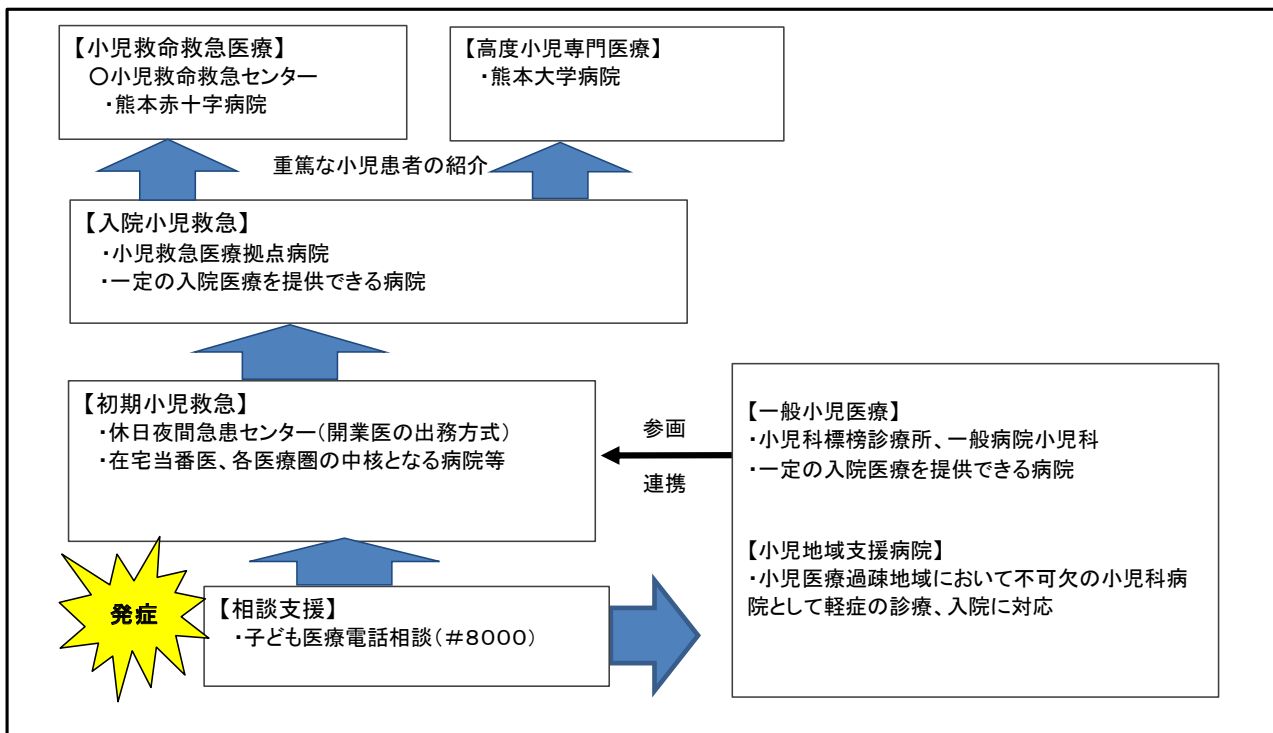 【小児救命救急医療】
〇小児救命救急センター
・熊本赤十字病院
【高度小児専門医療】
・熊本大学病院
重篤な小児患者の紹介
【入院小児救急】
・小児救急医療拠点病院
・一定の入院医療を提供できる病院
【初期小児救急】
・休日夜間急患センター(開業医の出務方式)
・在宅当番医、各医療圏の中核となる病院等
参画
連携
【一般小児医療】
・小児科標榜診療所、一般病院小児科
・一定の入院医療を提供できる病院
【小児地域支援病院】
・小児医療過疎地域において不可欠の小児科病
院として軽症の診療、入院に対応
発症
【相談支援】
・子ども医療電話相談(#8000)